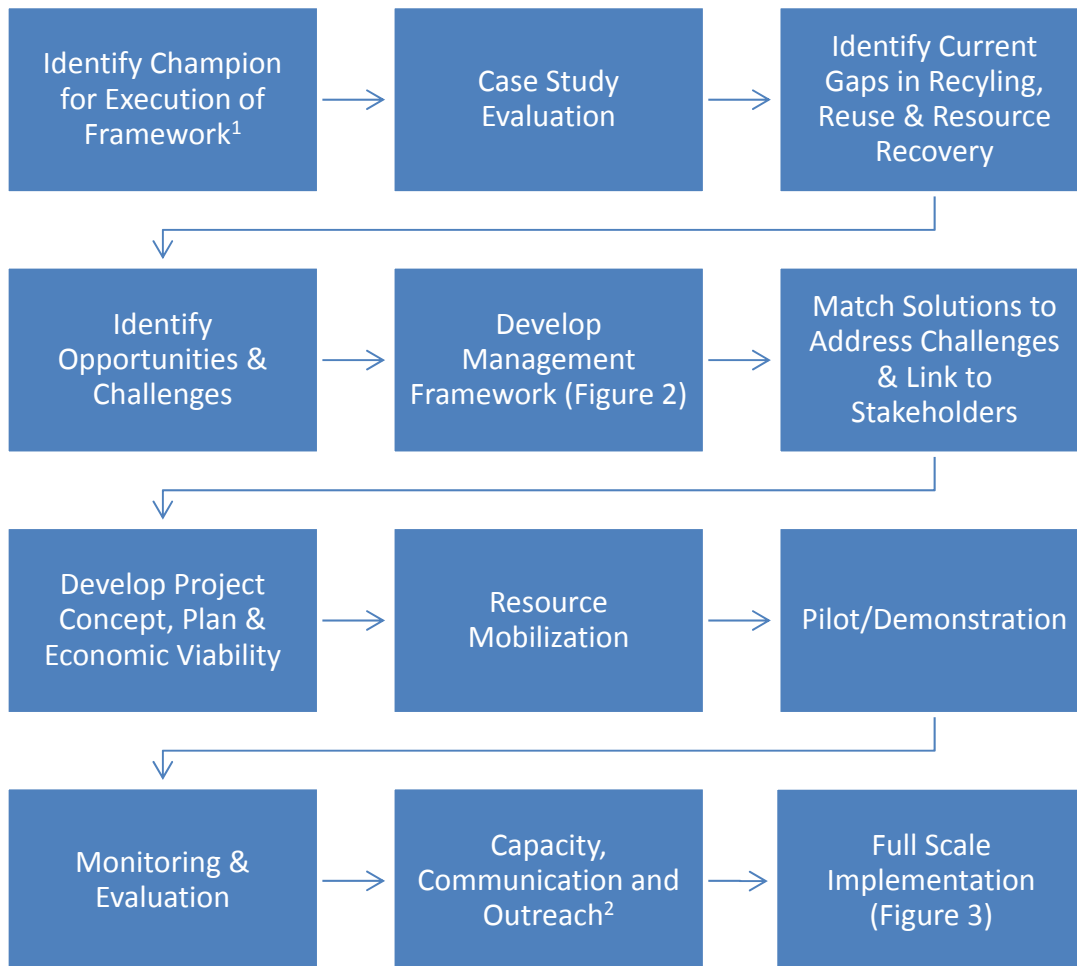 Identify Champion
for Execution of
Framework¹
Case Study
Evaluation
Identify Current
Gaps in Recyling,
Reuse & Resource
Recovery
Identify
Opportunities &
Challenges
Develop
Management
Framework (Figure 2)
Match Solutions to
Address Challenges
& Link to
Stakeholders
Develop Project
Concept, Plan &
Economic Viability
Resource
Mobilization
Pilot/Demonstration
Monitoring &
Evaluation
Capacity,
Communication and
Outreach²
Full Scale
Implementation
(Figure 3)